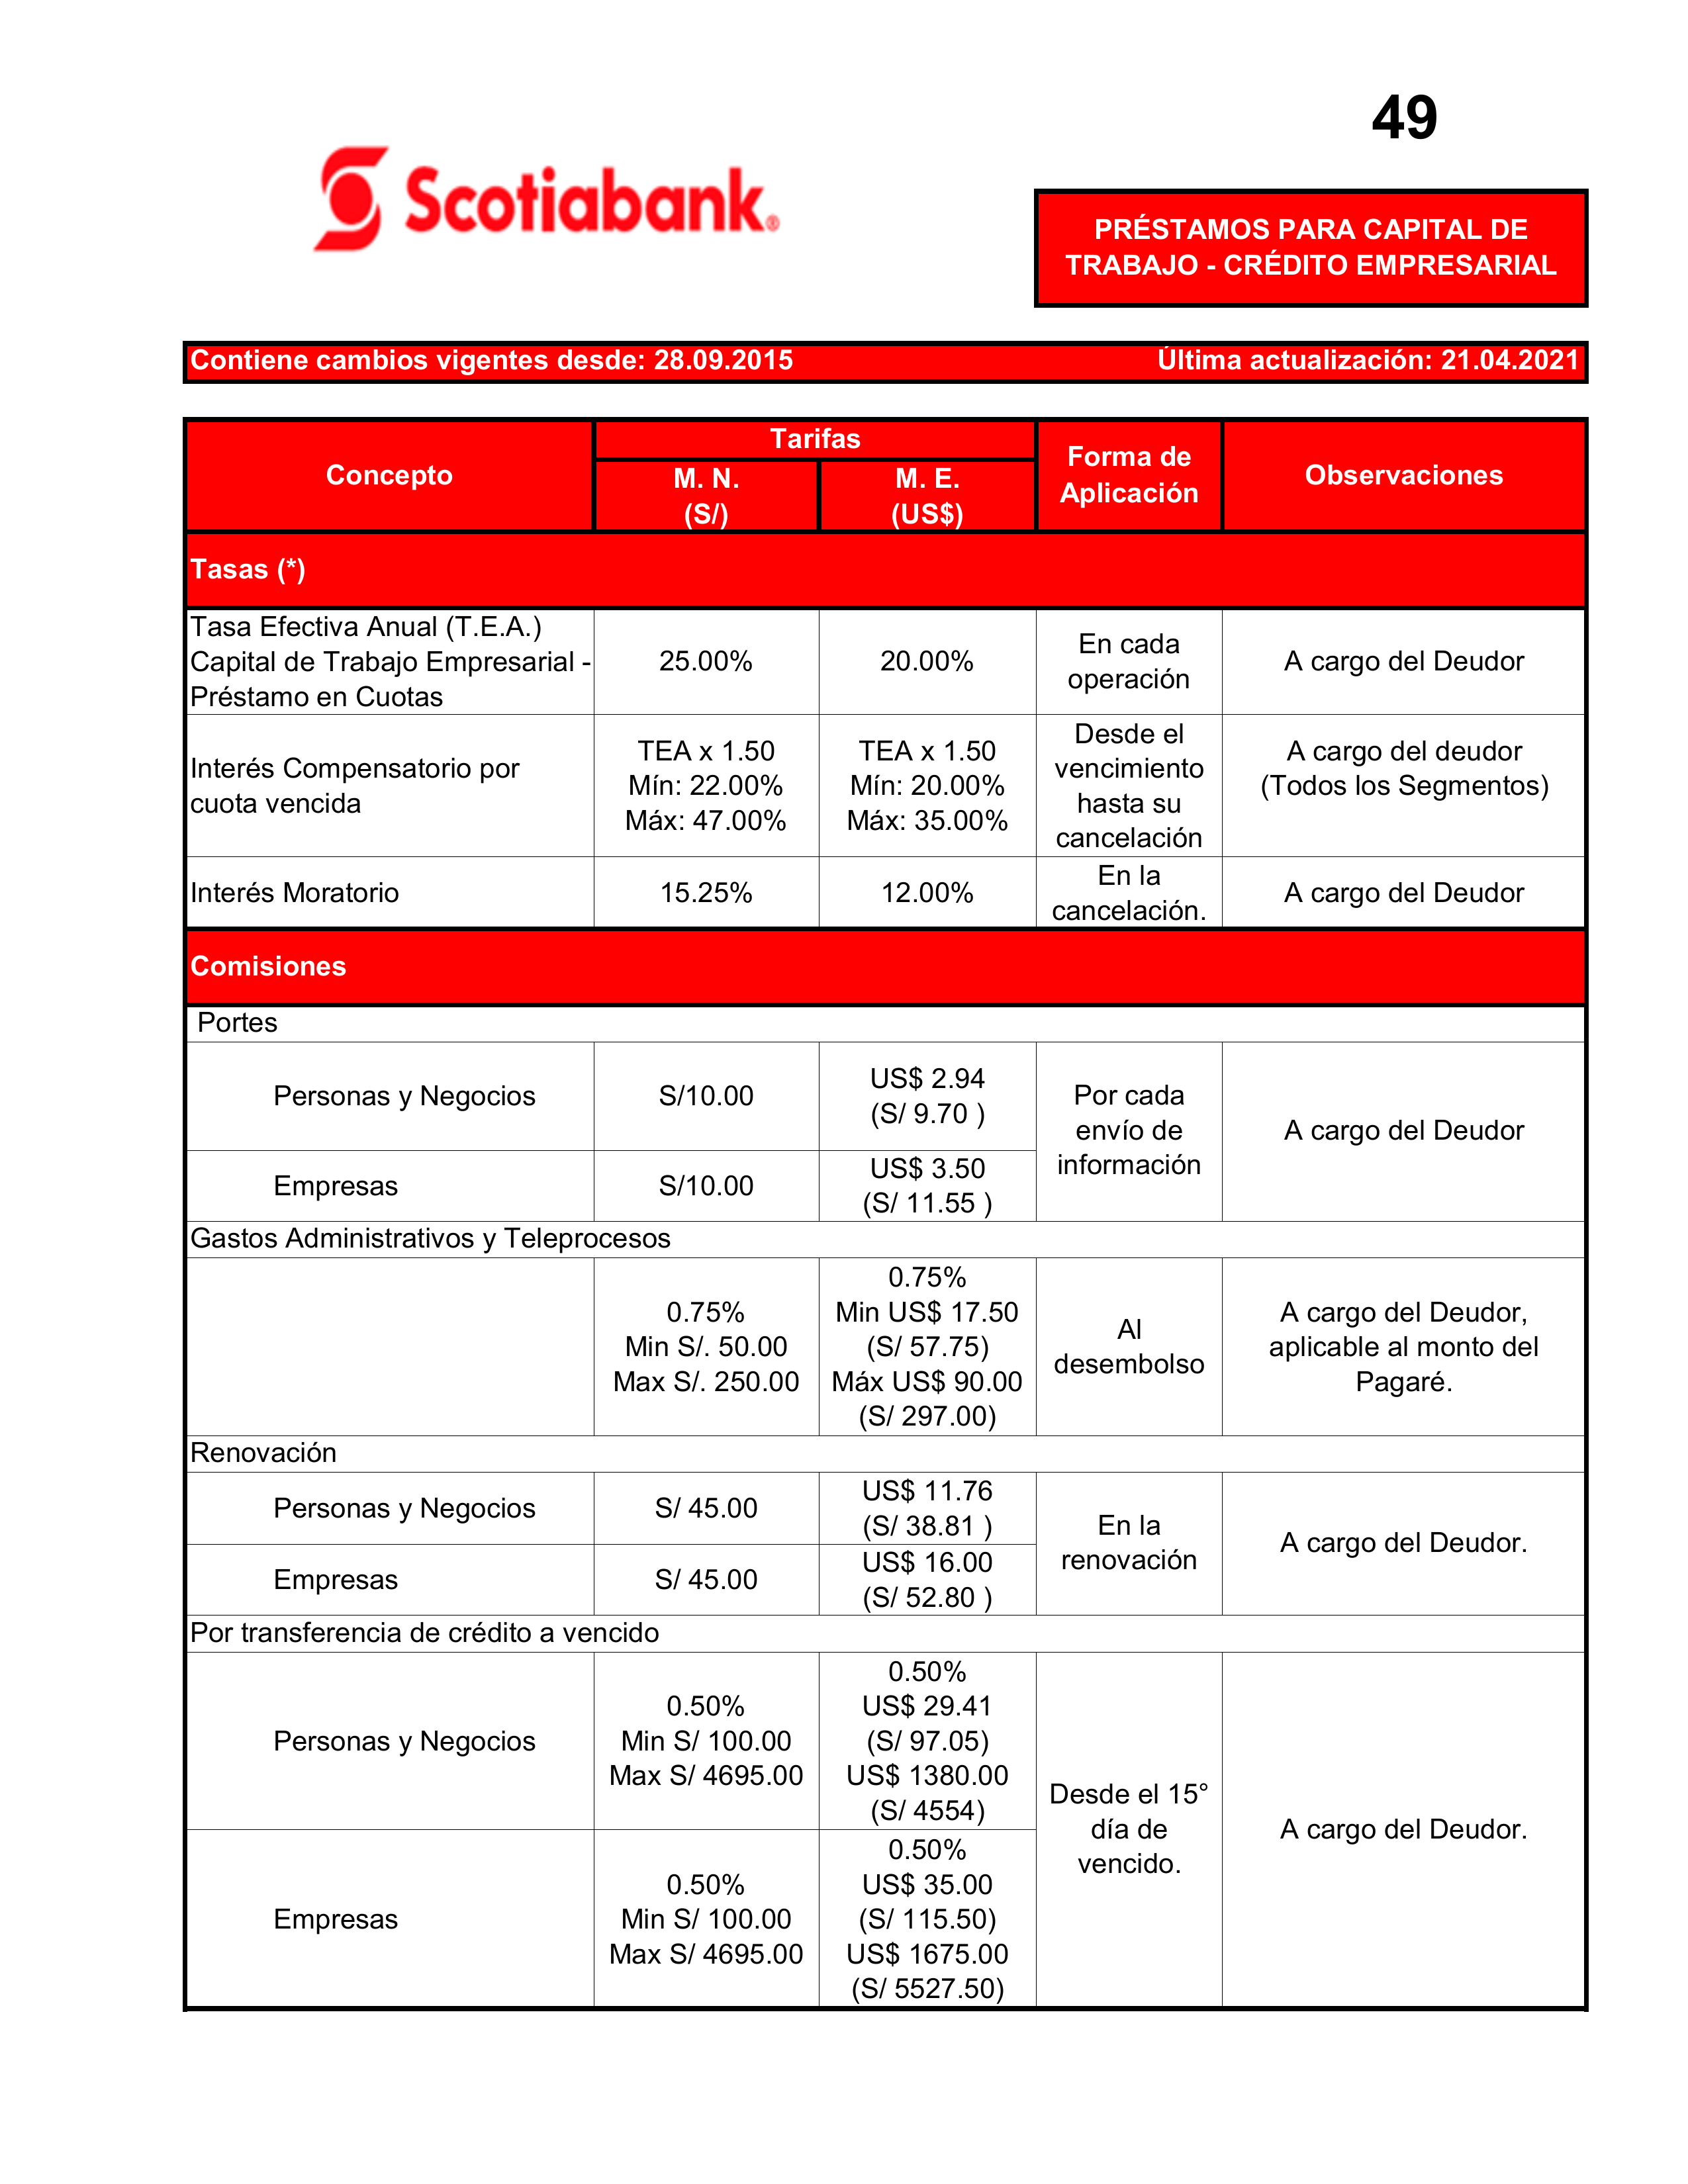 49
Scotiabank®
PRÉSTAMOS PARA CAPITAL DE
TRABAJO - CRÉDITO EMPRESARIAL
Contiene cambios vigentes desde: 28.09.2015 Última actualización: 21.04.2021
Concepto
Tarifas
M. N.
(S/)
M. E.
(US$)
Forma de
Aplicación
Observaciones
Tasas (*)
Tasa Efectiva Anual (T.E.A.)
Capital de Trabajo Empresarial -
Préstamo en Cuotas
25.00%
20.00%
En cada
operación
A cargo del Deudor
Interés Compensatorio por
cuota vencida
TEA x 1.50
Mín: 22.00%
Máx: 47.00%
TEA x 1.50
Mín: 20.00%
Máx: 35.00%
Desde el
vencimiento
hasta su
cancelación
A cargo del deudor
(Todos los Segmentos)
Interés Moratorio
15.25%
12.00%
En la
cancelación.
A cargo del Deudor
Comisiones
Portes
Personas y Negocios
S/10.00
US$ 2.94
(S/ 9.70 )
Por cada
envío de
información
A cargo del Deudor
Empresas
S/10.00
US$ 3.50
(S/ 11.55 )
Gastos Administrativos y Teleprocesos
0.75%
Min S/. 50.00
Max S/. 250.00
0.75%
Min US$ 17.50
(S/ 57.75)
Máx US$ 90.00
(S/ 297.00)
Al
desembolso
A cargo del Deudor,
aplicable al monto del
Pagaré.
Renovación
Personas y Negocios
S/ 45.00
US$ 11.76
(S/ 38.81 )
En la
renovación
A cargo del Deudor.
Empresas
S/ 45.00
US$ 16.00
(S/ 52.80 )
Por transferencia de crédito a vencido
Personas y Negocios
0.50%
Min S/ 100.00
Max S/ 4695.00
0.50%
US$ 29.41
(S/ 97.05)
US$ 1380.00
(S/ 4554)
Desde el 15°
día de
vencido.
A cargo del Deudor.
Empresas
0.50%
Min S/ 100.00
Max S/ 4695.00
0.50%
US$ 35.00
(S/ 115.50)
US$ 1675.00
(S/ 5527.50)